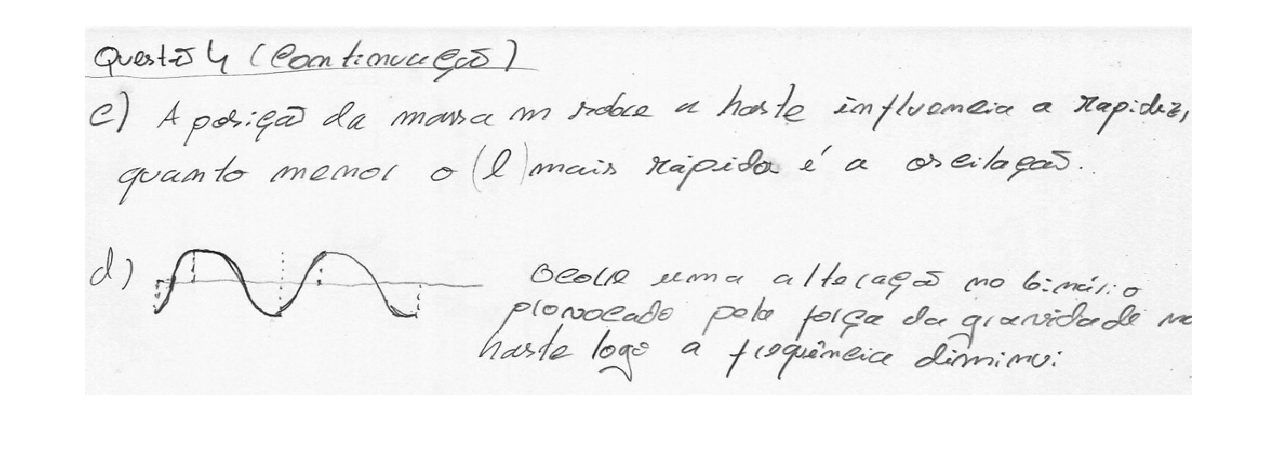 Questão 4 (Continuação)
c) A posição da massa m sobre a haste influencia a rapidez,
quanto menor o (l) mais rápida é a oscilação.
d) Ocorre uma alteração no binário
provocado pela força da gravidade na
haste logo a frequência diminui